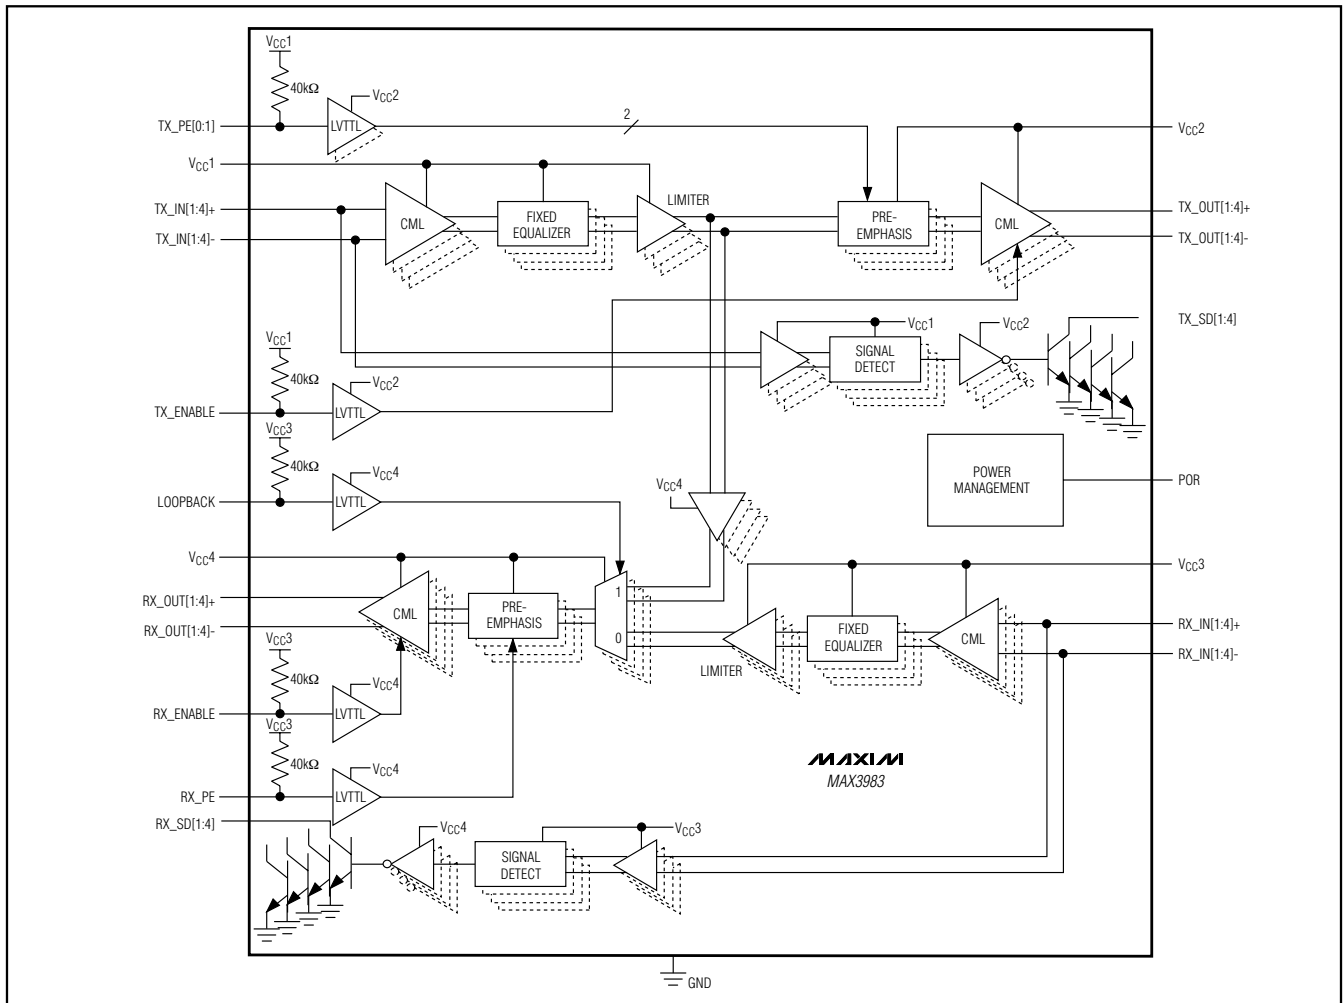 VCC1
40kΩ
VCC2
TX_PE[0:1]
LVTTL
2
VCC2
VCC1
TX_IN[1:4]+
CML
FIXED
EQUALIZER
LIMITER
PRE-
EMPHASIS
CML
TX_OUT[1:4]+
TX_IN[1:4]-
TX_OUT[1:4]-
TX_SD[1:4]
VCC1
VCC2
VCC1
40kΩ
SIGNAL
DETECT
VCC2
TX_ENABLE
LVTTL
VCC3
40kΩ
VCC4
POWER
MANAGEMENT
POR
VCC4
LOOPBACK
LVTTL
VCC4
VCC3
RX_OUT[1:4]+
CML
PRE-
EMPHASIS
1
0
LIMITER
FIXED
EQUALIZER
CML
RX_IN[1:4]+
RX_OUT[1:4]-
RX_IN[1:4]-
VCC3
40kΩ
VCC4
RX_ENABLE
LVTTL
VCC3
40kΩ
VCC4
MAXIM
MAX3983
RX_PE
LVTTL
RX_SD[1:4]
VCC4
VCC3
SIGNAL
DETECT
GND